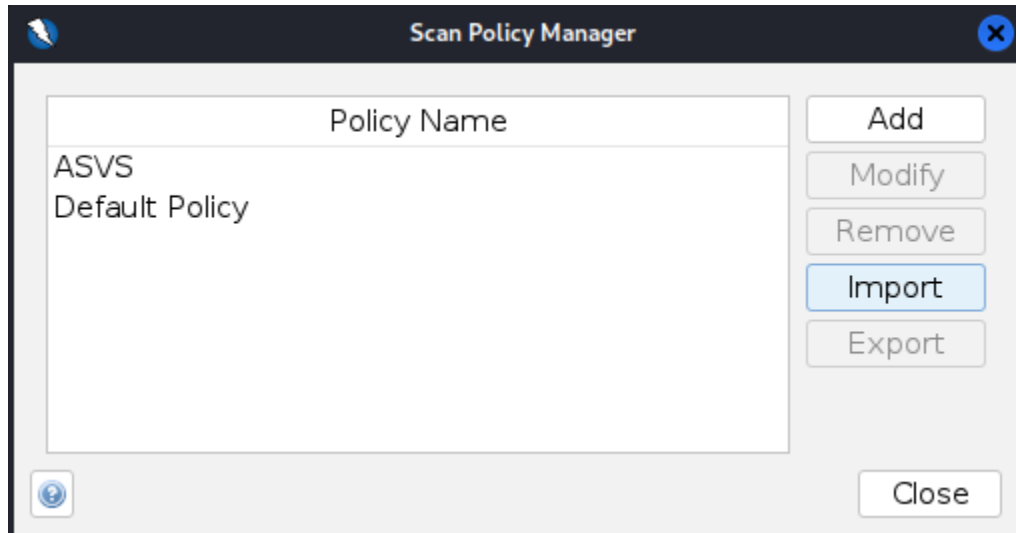 Scan Policy Manager
Policy Name
ASVS
Default Policy
Add
Modify
Remove
Import
Export
Close